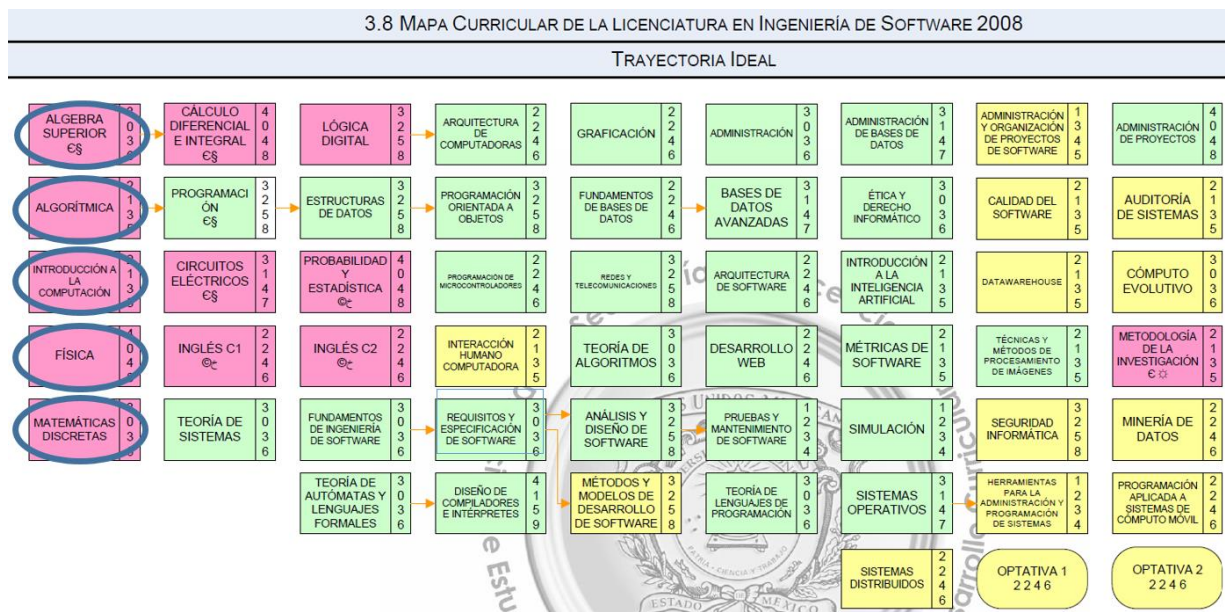 3.8 MAPA CURRICULAR DE LA LICENCIATURA EN INGENIERÍA DE SOFTWARE 2008
TRAYECTORIA IDEAL
ALGEBRA
SUPERIOR
€§
3 0 3
CÁLCULO
DIFERENCIAL
E INTEGRAL
€§
4 0 4 8
LÓGICA
DIGITAL
3 2 5 8
ARQUITECTURA
DE
COMPUTADORAS
2 2 4 6
GRAFICACIÓN
2 2 4 6
ADMINISTRACIÓN
3 0 3 6
ADMINISTRACIÓN
DE BASES DE
DATOS
3 1 4 7
ADMINISTRACIÓN
Y ORGANIZACIÓN
DE PROYECTOS
DE SOFTWARE
1 3 4 5
ADMINISTRACIÓN
DE PROYECTOS
4 0 4 8
ALGORÍTMICA
2 1 3 5
PROGRAMACI
ÓN
€§
3 2 5 8
ESTRUCTURAS
DE DATOS
3 2 5 8
PROGRAMACIÓN
ORIENTADA A
OBJETOS
3 2 5 8
FUNDAMENTOS
DE BASES DE
DATOS
2 2 4 6
BASES DE
DATOS
AVANZADAS
3 1 4 7
ÉTICA Y
DERECHO
INFORMÁTICO
3 0 3 6
CALIDAD DEL
SOFTWARE
2 1 3 5
AUDITORÍA
DE SISTEMAS
2 1 3 5
INTRODUCCIÓN A
LA
COMPUTACIÓN
2 1 3
CIRCUITOS
ELÉCTRICOS
€§
3 1 4 7
PROBABILIDAD
Y
ESTADÍSTICA
4 0 4 8
PROGRAMACIÓN DE
MICROCONTROLADORES
2 2 4 6
REDES Y
TELECOMUNICACIONES
3 2 5 8
ARQUITECTURA
DE SOFTWARE
2 2 4 6
INTRODUCCIÓN
A LA
INTELIGENCIA
ARTIFICIAL
2 1 3 5
DATAWAREHOUSE
2 1 3 5
CÓMPUTO
EVOLUTIVO
3 0 3 6
FÍSICA
4 0 4
INGLÉS C1
2 2 4 6
INGLÉS C2
2 2 4 6
INTERACCIÓN
HUMANO
COMPUTADORA
2 1 3 5
TEORÍA DE
ALGORITMOS
3 0 3 6
DESARROLLO
WEB
2 2 4 6
MÉTRICAS DE
SOFTWARE
2 1 3 5
TÉCNICAS Y
MÉTODOS DE
PROCESAMIENTO
DE IMÁGENES
2 1 3 5
METODOLOGÍA
DE LA
INVESTIGACIÓN
€☼
2 1 3 5
MATEMÁTICAS
DISCRETAS
3 0 3
TEORÍA DE
SISTEMAS
3 0 3 6
FUNDAMENTOS
DE INGENIERÍA
DE SOFTWARE
3 0 3 6
REQUISITOS Y
ESPECIFICACIÓN
DE SOFTWARE
3 0 3 6
ANÁLISIS Y
DISEÑO DE
SOFTWARE
3 2 5 8
PRUEBAS Y
MANTENIMIENTO
DE SOFTWARE
1 2 3 4
SIMULACIÓN
1 2 3 4
SEGURIDAD
INFORMÁTICA
3 2 5 8
MINERÍA DE
DATOS
2 2 4 6
TEORÍA DE
AUTÓMATAS Y
LENGUAJES
FORMALES
3 0 3 6
DISEÑO DE
COMPILADORES
E INTÉRPRETES
4 1 5 9
MÉTODOS Y
MODELOS DE
DESARROLLO
DE SOFTWARE
3 2 5 8
TEORÍA DE
LENGUAJES DE
PROGRAMACIÓN
3 0 3 6
SISTEMAS
OPERATIVOS
3 1 4 7
HERRAMIENTAS
PARA LA
ADMINISTRACIÓN Y
PROGRAMACIÓN
DE SISTEMAS
1 2 3 4
PROGRAMACIÓN
APLICADA A
SISTEMAS DE
CÓMPUTO MÓVIL
2 2 4 6
SISTEMAS
DISTRIBUIDOS
2 2 4 6
OPTATIVA 1
2 2 4 6
OPTATIVA 2
2 2 4 6
ESTADO
MEXICO